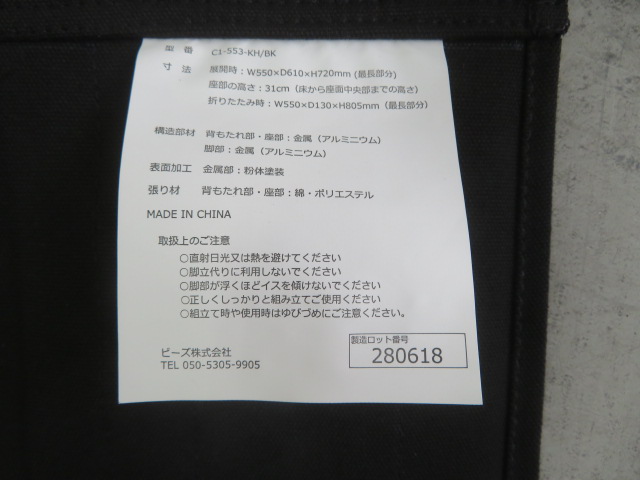 型 番 C1-553-KH/BK
寸 法 展開時：W550×D610×H720mm (最長部分)
座部の高さ：31cm（床から座面中央部までの高さ）
折りたたみ時：W550×D130×H805mm（最長部分）
構造部材 背もたれ部・座部：金属（アルミニウム）
脚部：金属（アルミニウム）
表面加工 金属部：粉体塗装
張り材 背もたれ部・座部：綿・ポリエステル
MADE IN CHINA
取扱上のご注意
○直射日光又は熱を避けてください
○脚立代りに利用しないでください
○脚部が浮くほどイスを傾けないでください
○正しくしっかりと組み立てご使用ください
○組立て時や使用時はゆびづめにご注意ください。
ビーズ株式会社
TEL 050-5305-9905
製造ロット番号
280618